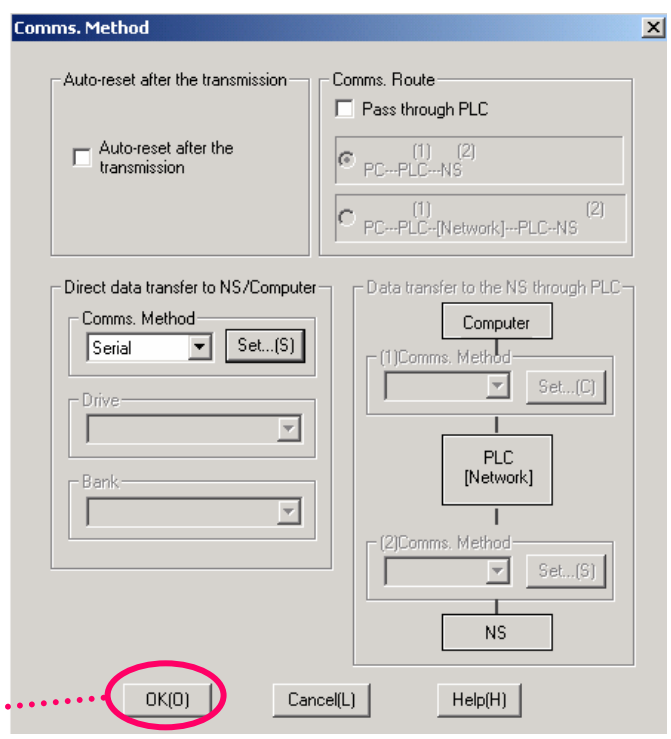 Comms. Method
Auto-reset after the transmission
Auto-reset after the
transmission
Comms. Route
Pass through PLC
(1) (2)
PC---PLC---NS
(1) (2)
PC---PLC--[Network]---PLC--NS
Direct data transfer to NS/Computer
Comms. Method
Serial
Set...(S)
Drive
Bank
Data transfer to the NS through PLC
Computer
(1)Comms. Method
Set...(C)
PLC
[Network]
(2)Comms. Method
Set...(S)
NS
OK(O)
Cancel(L)
Help(H)